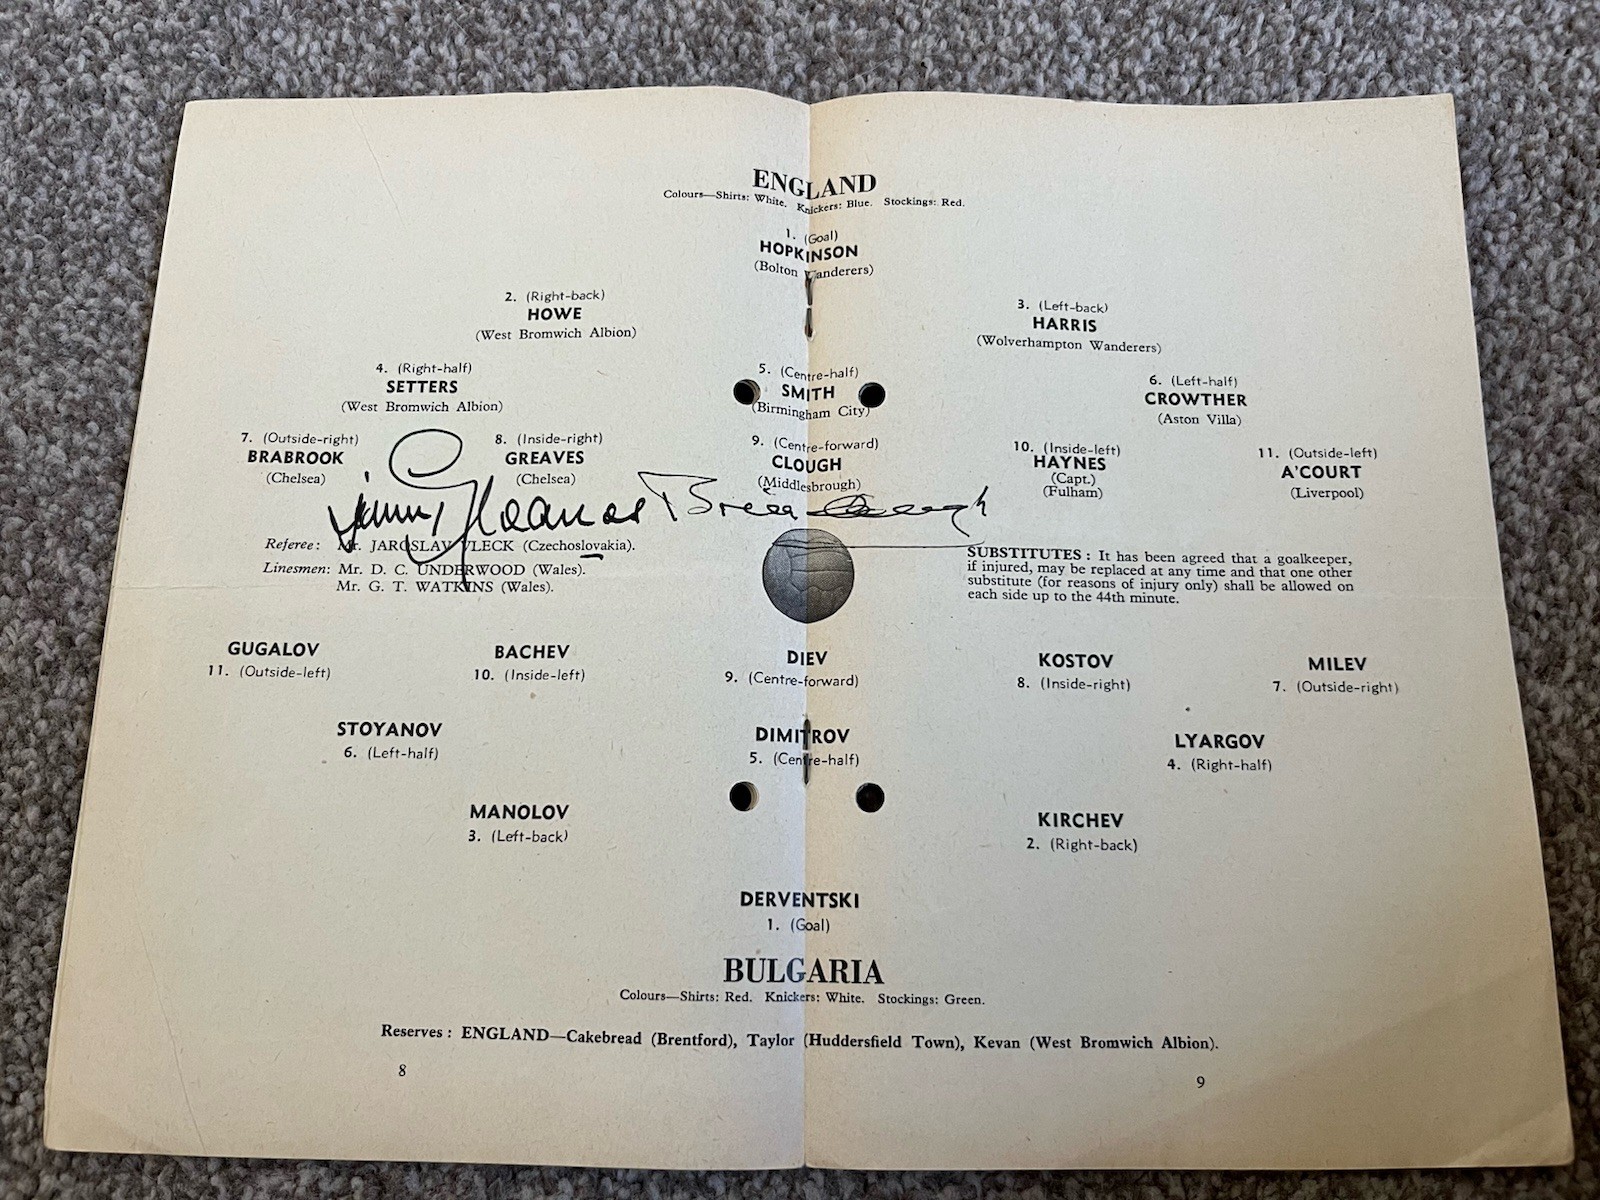 ENGLAND
Colours—Shirts: White. Knickers: Blue. Stockings: Red.
1. (Goal)
HOPKINSON
(Bolton Wanderers)
2. (Right-back)
HOWE
(West Bromwich Albion)
3. (Left-back)
HARRIS
(Wolverhampton Wanderers)
4. (Right-half)
SETTERS
(West Bromwich Albion)
5. (Centre-half)
SMITH
(Birmingham City)
6. (Left-half)
CROWTHER
(Aston Villa)
7. (Outside-right)
BRABROOK
(Chelsea)
8. (Inside-right)
GREAVES
(Chelsea)
9. (Centre-forward)
CLOUGH
(Middlesbrough)
10. (Inside-left)
HAYNES
(Capt.)
(Fulham)
11. (Outside-left)
A'COURT
(Liverpool)
Jimmy Greaves Brian Clough
Referee: Mr. JAROSLAV VLECK (Czechoslovakia).
Linesmen: Mr. D. C. UNDERWOOD (Wales).
Mr. G. T. WATKINS (Wales).
SUBSTITUTES : It has been agreed that a goalkeeper,
if injured, may be replaced at any time and that one other
substitute (for reasons of injury only) shall be allowed on
each side up to the 44th minute.
GUGALOV
11. (Outside-left)
BACHEV
10. (Inside-left)
DIEV
9. (Centre-forward)
KOSTOV
8. (Inside-right)
MILEV
7. (Outside-right)
STOYANOV
6. (Left-half)
DIMITROV
5. (Centre-half)
LYARGOV
4. (Right-half)
MANOLOV
3. (Left-back)
KIRCHEV
2. (Right-back)
DERVENTSKI
1. (Goal)
BULGARIA
Colours—Shirts: Red. Knickers: White. Stockings: Green.
Reserves : ENGLAND—Cakebread (Brentford), Taylor (Huddersfield Town), Kevan (West Bromwich Albion).
8
9